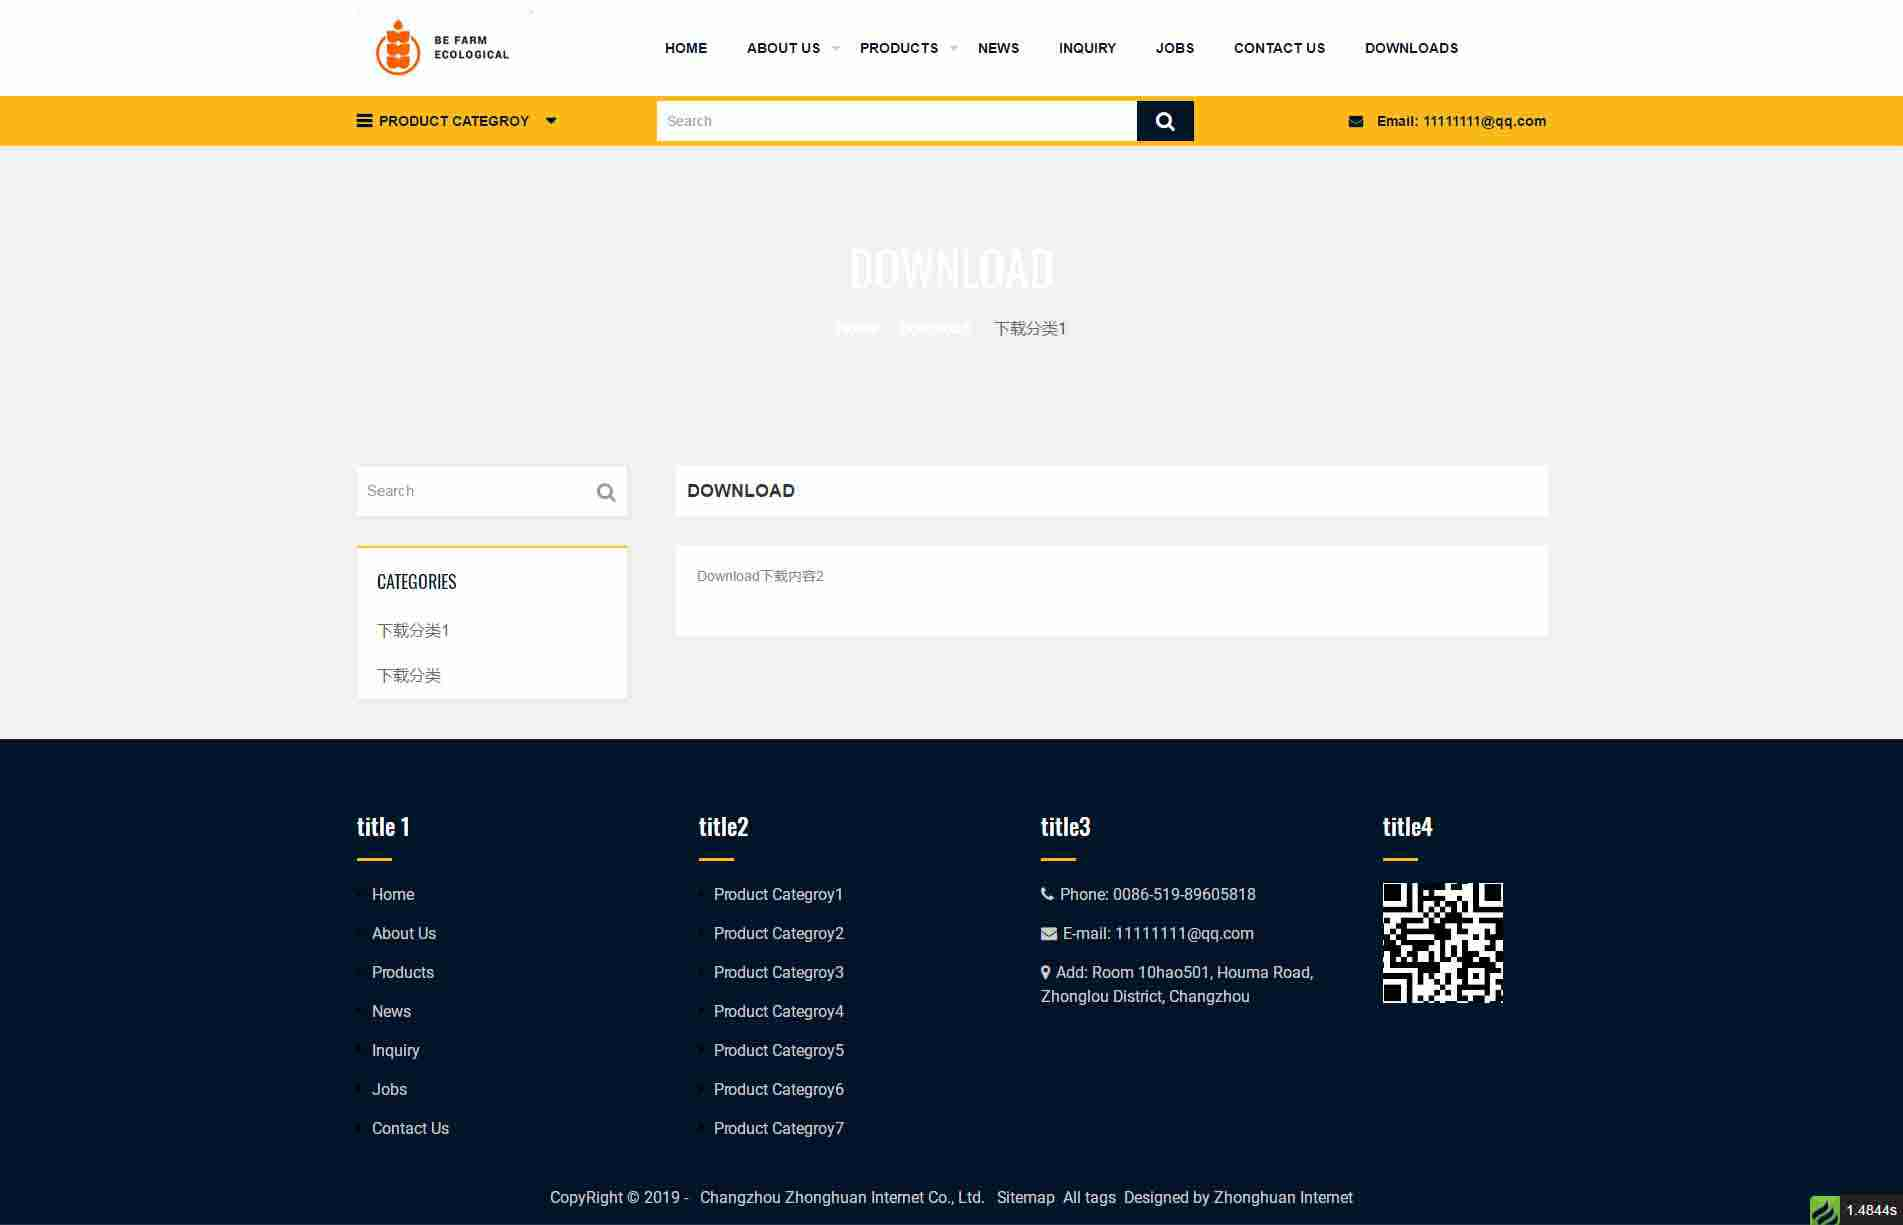 BE FARM
ECOLOGICAL
HOME ABOUT US PRODUCTS NEWS INQUIRY JOBS CONTACT US DOWNLOADS
PRODUCT CATEGROY
Search
Email: 11111111@qq.com
DOWNLOAD
Home Download 下载分类1
Search
DOWNLOAD
CATEGORIES
下载分类1
下载分类
Download下载内容2
title 1
Home
About Us
Products
News
Inquiry
Jobs
Contact Us
title2
Product Categroy1
Product Categroy2
Product Categroy3
Product Categroy4
Product Categroy5
Product Categroy6
Product Categroy7
title3
Phone: 0086-519-89605818
E-mail: 11111111@qq.com
Add: Room 10hao501, Houma Road,
Zhonglou District, Changzhou
title4
CopyRight © 2019 - Changzhou Zhonghuan Internet Co., Ltd. Sitemap All tags Designed by Zhonghuan Internet
1.4844s